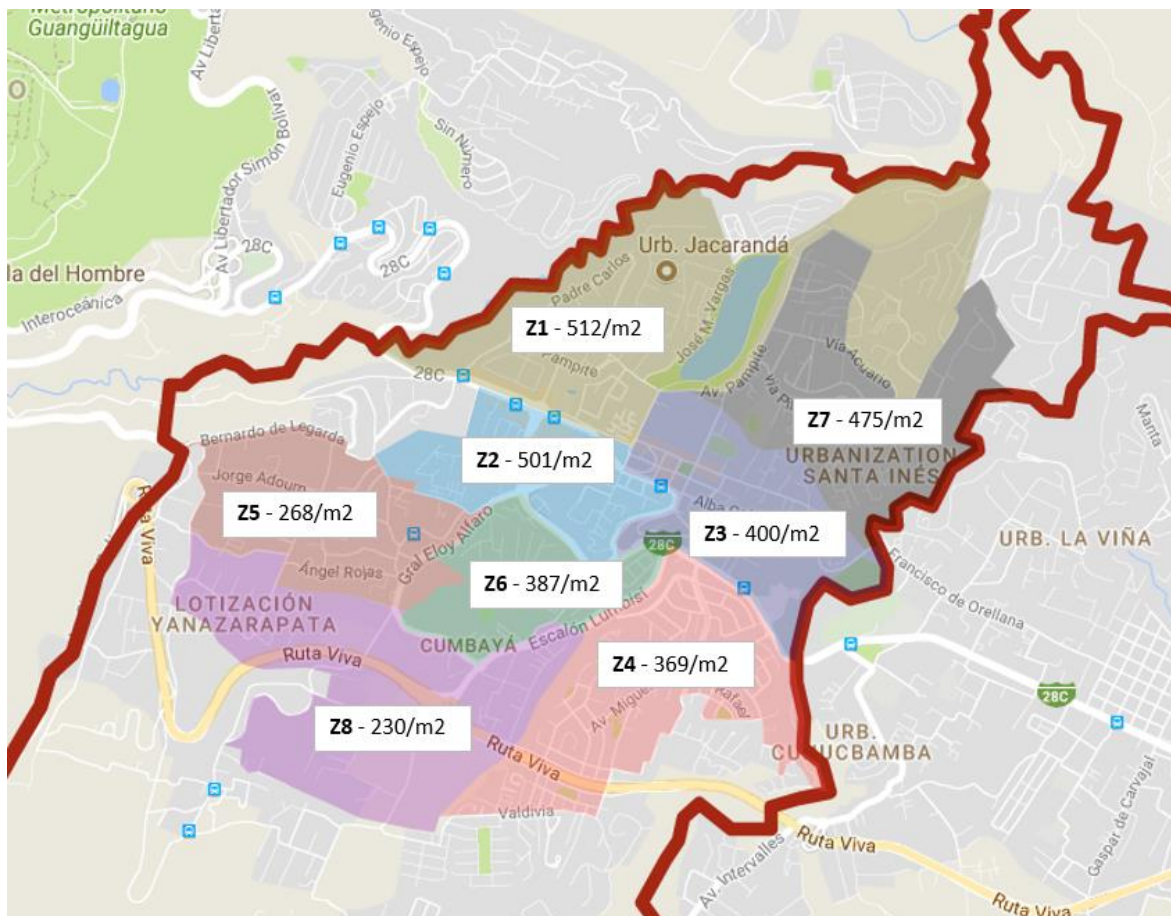 Metropolitano
Guangüiltagua
Av Libertador Simón Bolívar
Eugenio Espejo
Eugenio Espejo
Sin Numero
28C
28C
la del Hombre
Interoceánica
Urb. Jacarandá
Padre Carlos
José M. Vargas
Z1 - 512/m2
Pampite
28C
Av. Pampite
Vía Acuario
Bernardo de Legarda
Z7 - 475/m2
URBANIZATION
SANTA INÉS
Manta
Z2 - 501/m2
Jorge Adoum
Ruta Viva
Z5 - 268/m2
Gral Eloy Alfaro
Z3 - 400/m2
28C
URB. LA VIÑA
Francisco de Orellana
Ángel Rojas
Z6 - 387/m2
LOTIZACIÓN
YANAZARAPATA
CUMBAYÁ
Escalón Lumbisí
Ruta Viva
Z4 - 369/m2
28C
Av. Miguel
Rafael
Z8 - 230/m2
Ruta Viva
URB.
Gaspar de Carvajal
Valdivia
Ruta Viva
Av. Intervalles
Ruta Viva